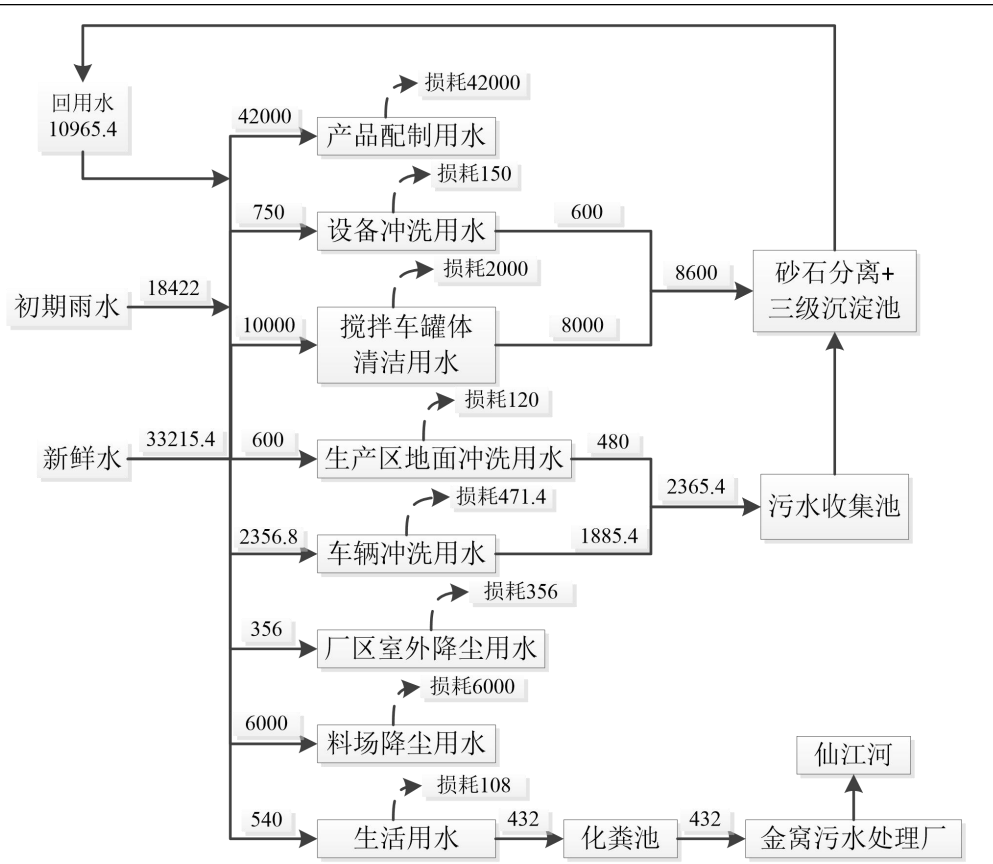 损耗42000
回用水
10965.4
42000
产品配制用水
损耗150
750
设备冲洗用水
600
损耗2000
8600
砂石分离+
三级沉淀池
初期雨水
18422
10000
搅拌车罐体
清洁用水
8000
损耗120
新鲜水
33215.4
600
生产区地面冲洗用水
480
损耗471.4
2365.4
污水收集池
2356.8
车辆冲洗用水
1885.4
损耗356
356
厂区室外降尘用水
损耗6000
6000
料场降尘用水
仙江河
损耗108
540
生活用水
432
化粪池
432
金窝污水处理厂